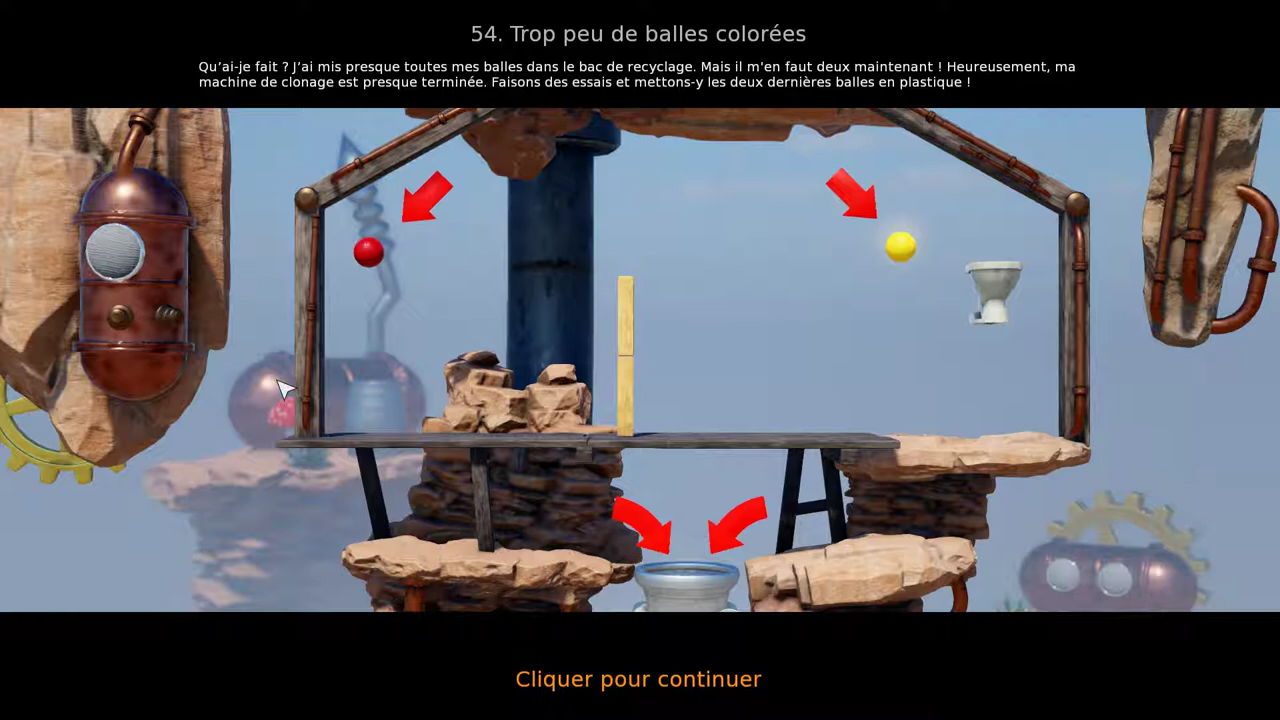 54. Trop peu de balles colorées
Qu’ai-je fait ? J’ai mis presque toutes mes balles dans le bac de recyclage. Mais il m'en faut deux maintenant ! Heureusement, ma
machine de clonage est presque terminée. Faisons des essais et mettons-y les deux dernières balles en plastique !
Cliquer pour continuer